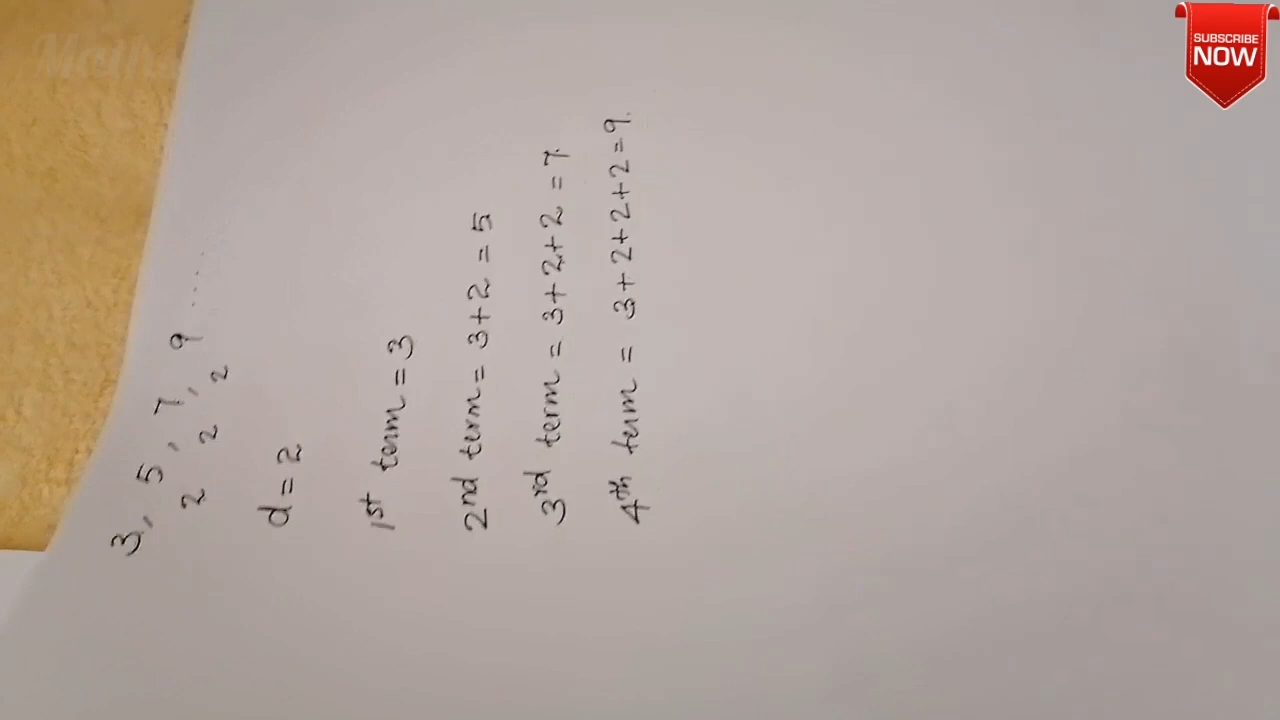 3, 5, 7, 9 .....
2 2 2
d = 2
1st term = 3
2nd term = 3+2 = 5
3rd term = 3+2+2 = 7.
4th term = 3+2+2+2=9.
SUBSCRIBE
NOW
Math